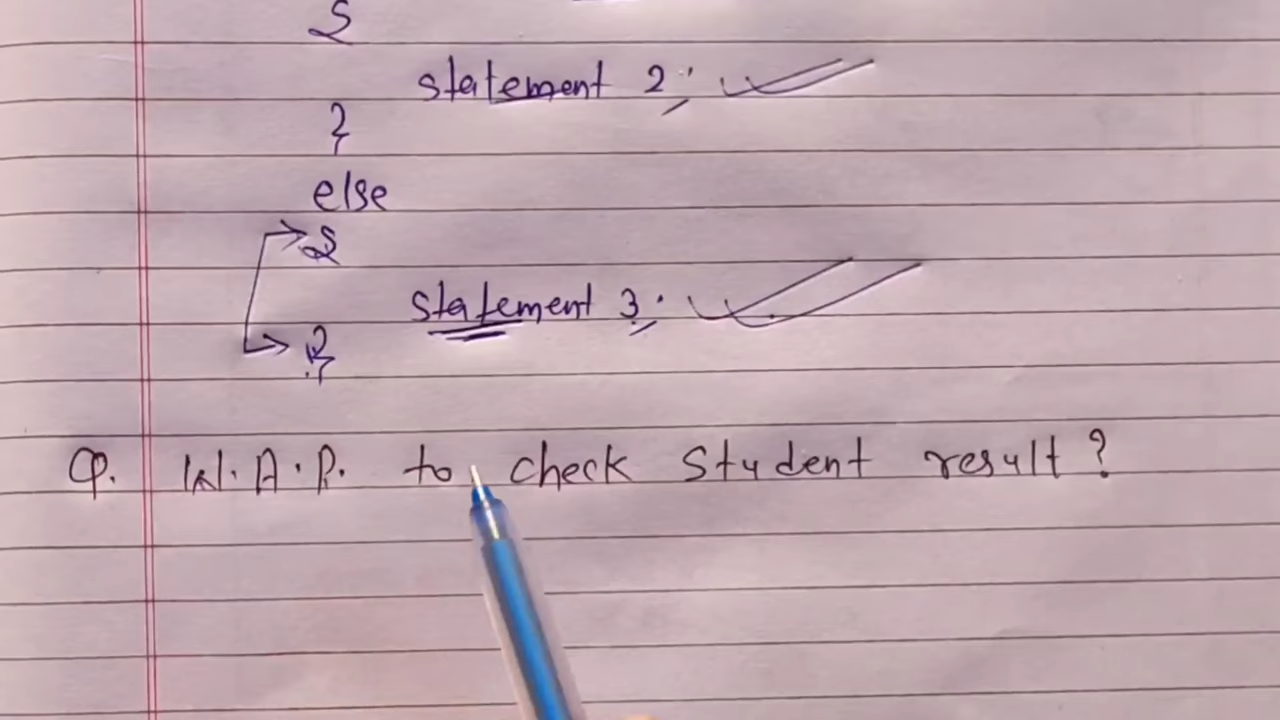 {
statement 2;
}
else
{
statement 3;
}
Q. W.A.P. to check student result?